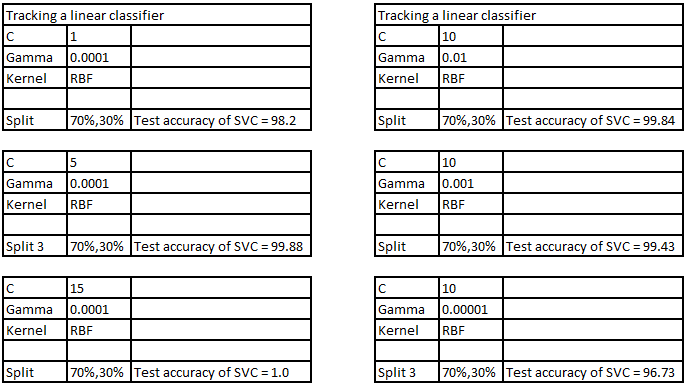 Tracking a linear classifier
C 1
Gamma 0.0001
Kernel RBF
Split 70%,30% Test accuracy of SVC = 98.2
C 5
Gamma 0.0001
Kernel RBF
Split 3 70%,30% Test accuracy of SVC = 99.88
C 15
Gamma 0.0001
Kernel RBF
Split 70%,30% Test accuracy of SVC = 1.0
Tracking a linear classifier
C 10
Gamma 0.01
Kernel RBF
Split 70%,30% Test accuracy of SVC = 99.84
C 10
Gamma 0.001
Kernel RBF
Split 70%,30% Test accuracy of SVC = 99.43
C 10
Gamma 0.00001
Kernel RBF
Split 3 70%,30% Test accuracy of SVC = 96.73